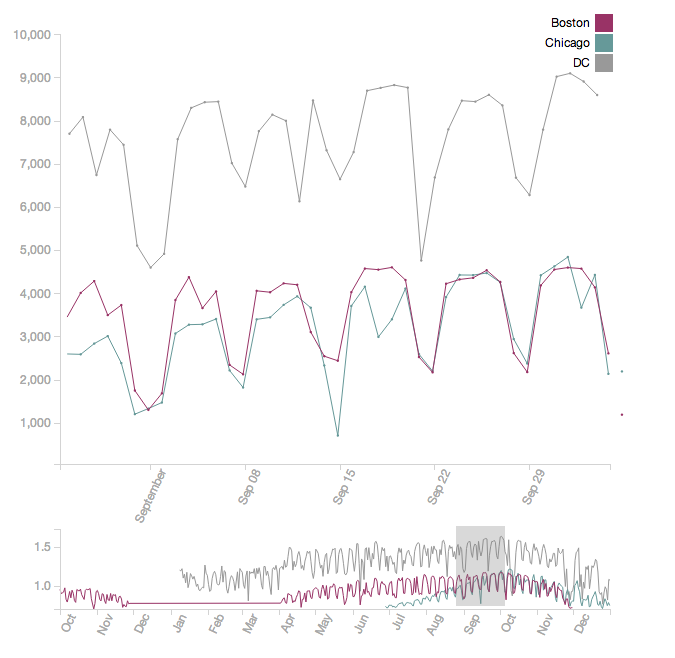 Boston
Chicago
DC
10,000
9,000
8,000
7,000
6,000
5,000
4,000
3,000
2,000
1,000
September
Sep 08
Sep 15
Sep 22
Sep 29
1.5
1.0
Oct
Nov
Dec
Jan
Feb
Mar
Apr
May
Jun
Jul
Aug
Sep
Oct
Nov
Dec